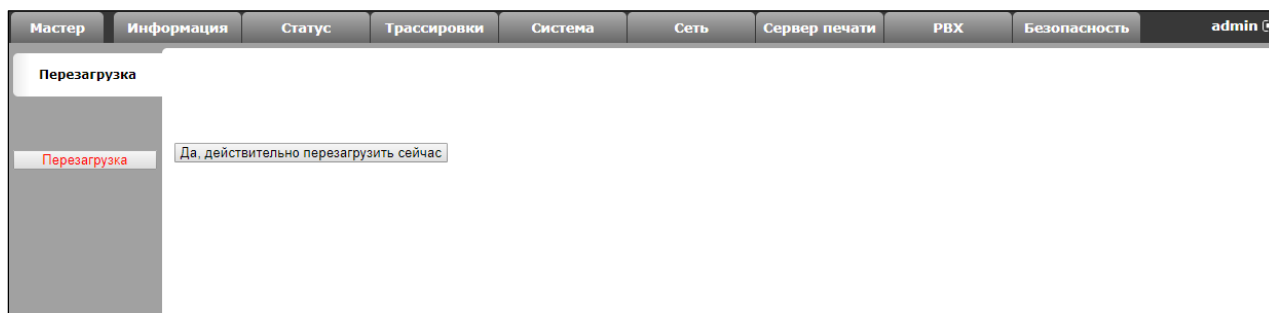 Мастер Информация Статус Трассировки Система Сеть Сервер печати PBX Безопасность admin
Перезагрузка
Перезагрузка Да, действительно перезагрузить сейчас